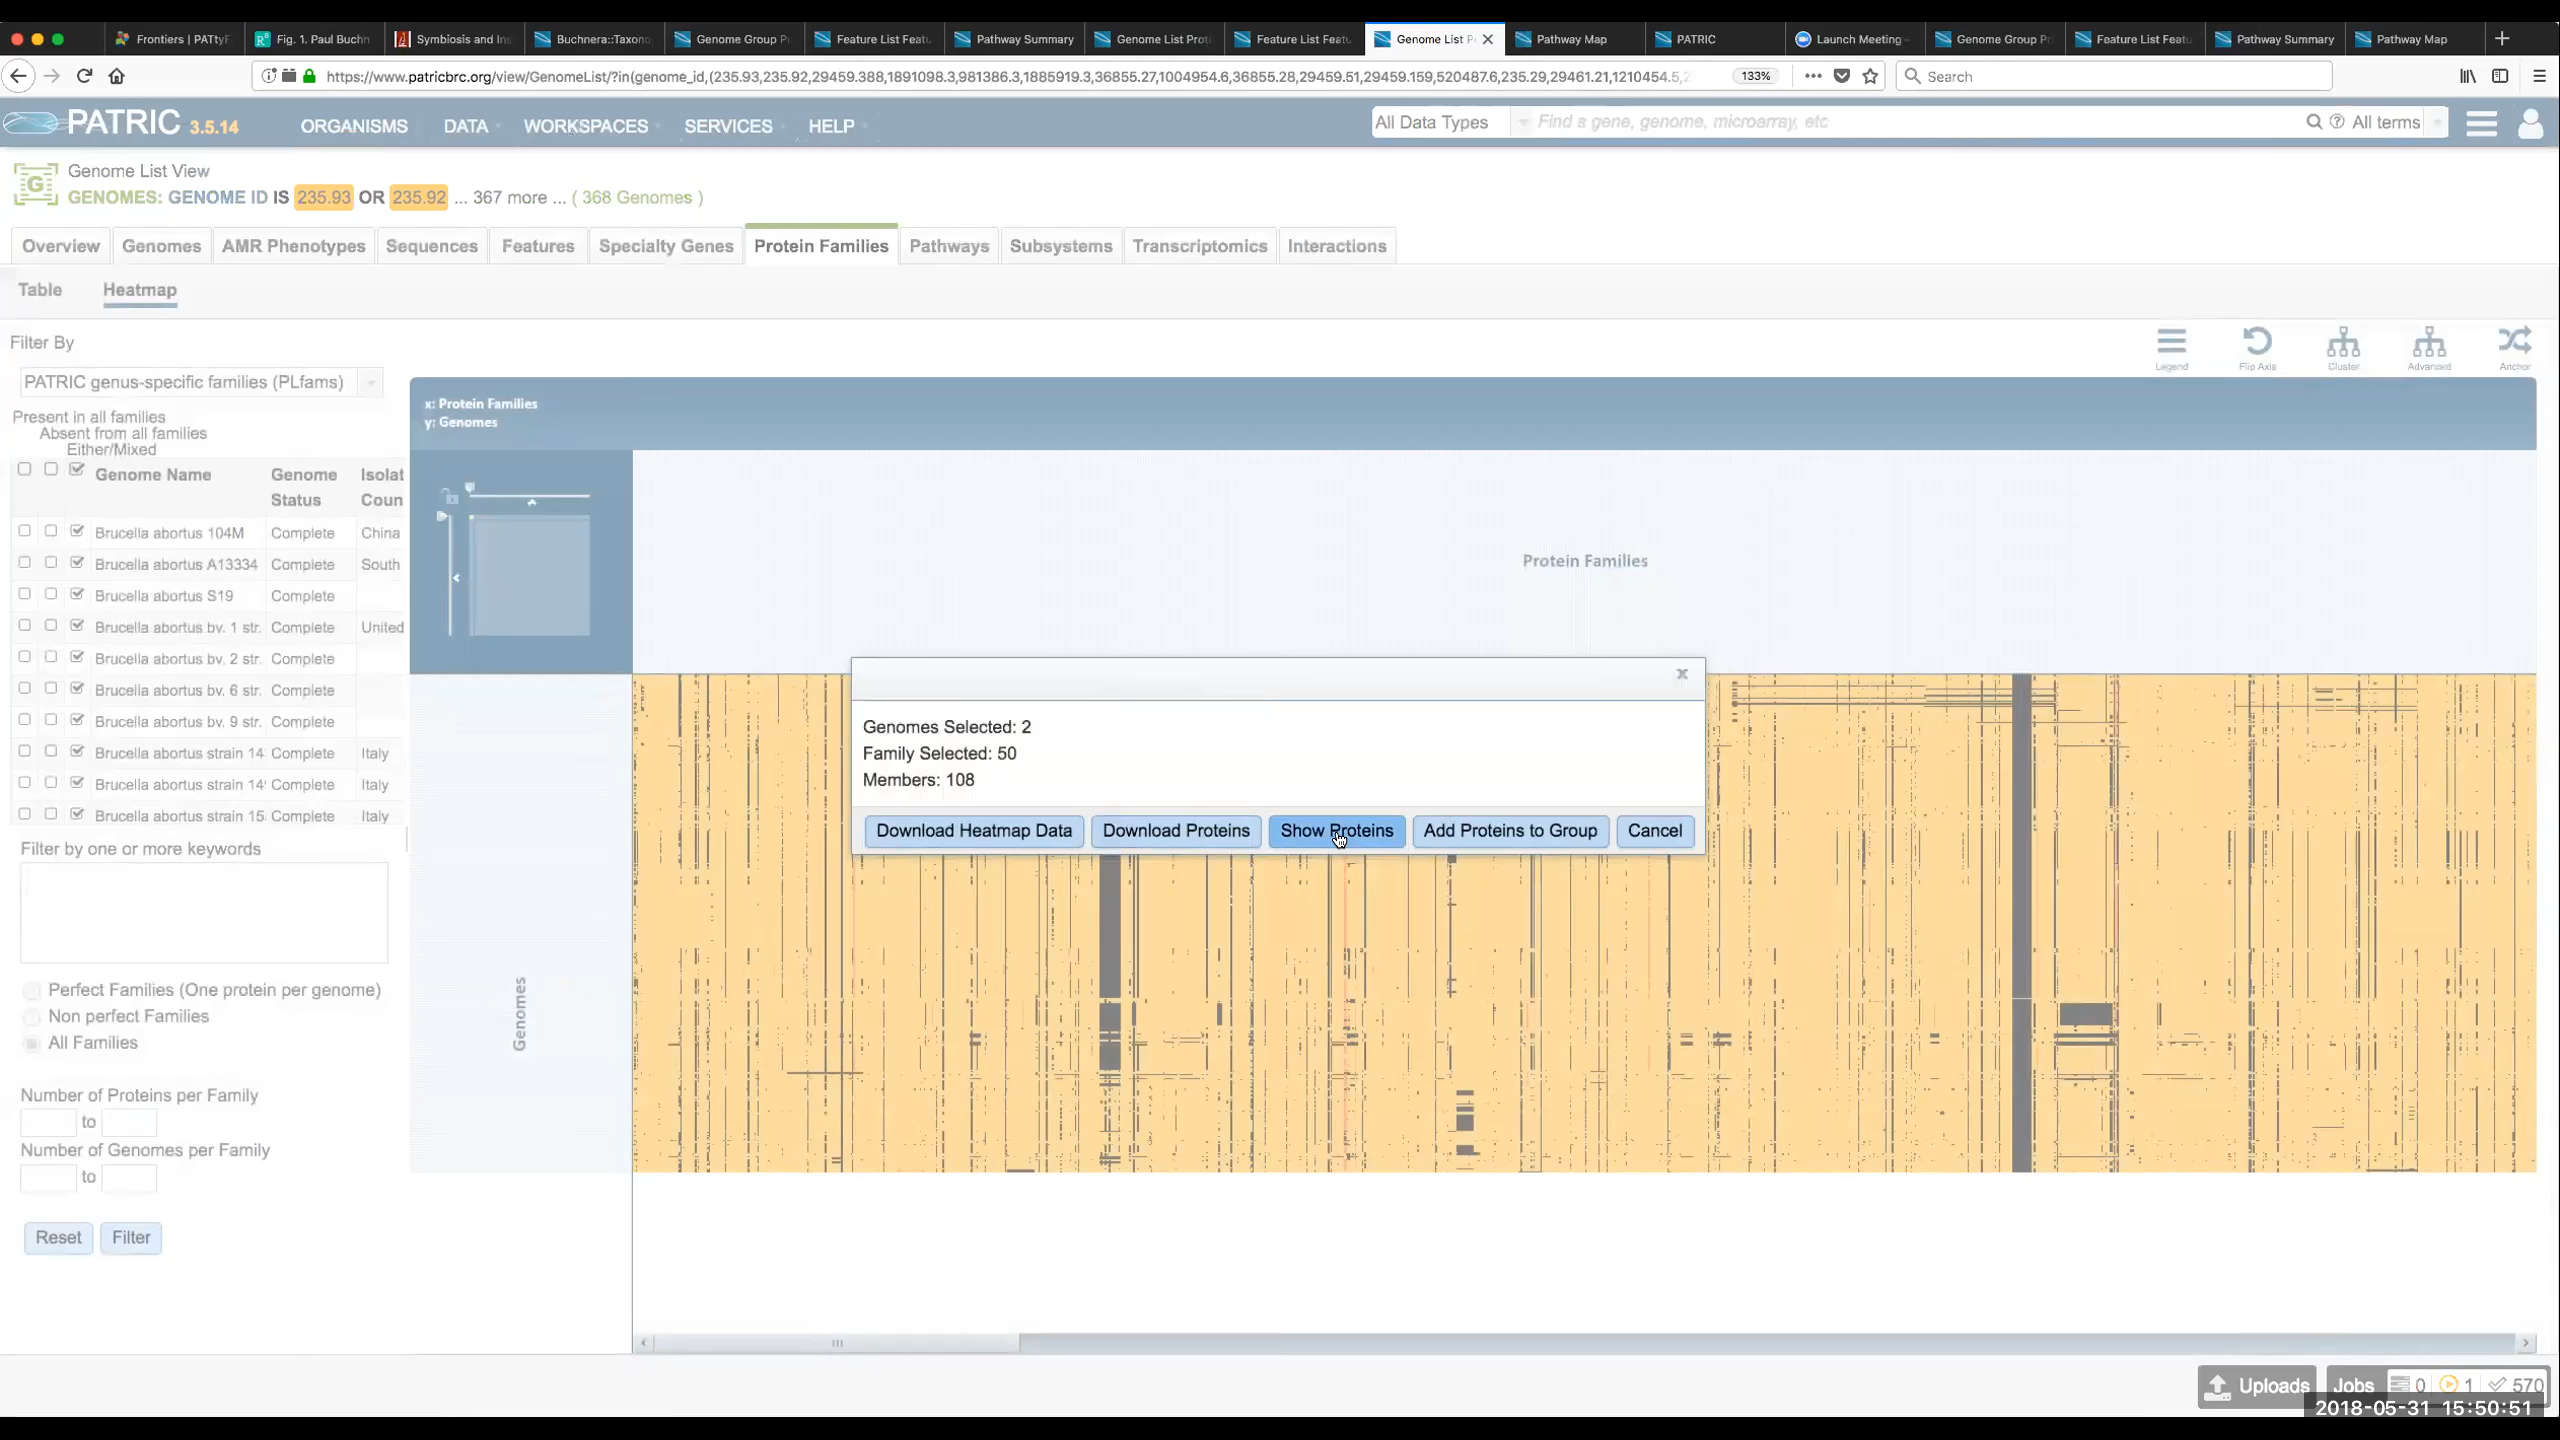 Frontiers | PATtyF
Fig. 1. Paul Buchn
Symbiosis and Ins
Buchnera::Taxono
Genome Group Pr
Feature List Featu
Pathway Summary
Genome List Prote
Feature List Featu
Genome List P
Pathway Map
PATRIC
Launch Meeting
Genome Group Pr
Feature List Featu
Pathway Summary
Pathway Map
https://www.patricbrc.org/view/GenomeList/?in(genome_id,(235.93,235.92,29459.388,1891098.3,981386.3,1885919.3,36855.27,1004954.6,36855.28,29459.51,29459.159,520487.6,235.29,29461.21,1210454.5,2
133%
Search
PATRIC 3.5.14
ORGANISMS
DATA
WORKSPACES
SERVICES
HELP
All Data Types
Find a gene, genome, microarray, etc
All terms
Genome List View
GENOMES: GENOME ID IS 235.93 OR 235.92 ... 367 more ... ( 368 Genomes )
Overview
Genomes
AMR Phenotypes
Sequences
Features
Specialty Genes
Protein Families
Pathways
Subsystems
Transcriptomics
Interactions
Table
Heatmap
Filter By
Legend
Flip Axis
Cluster
Advanced
Anchor
PATRIC genus-specific families (PLfams)
Present in all families
Absent from all families
Either/Mixed
Genome Name
Genome Status
Isolat Coun
Brucella abortus 104M Complete China
Brucella abortus A13334 Complete South
Brucella abortus S19 Complete
Brucella abortus bv. 1 str. Complete United
Brucella abortus bv. 2 str. Complete
Brucella abortus bv. 6 str. Complete
Brucella abortus bv. 9 str. Complete
Brucella abortus strain 14 Complete Italy
Brucella abortus strain 14 Complete Italy
Brucella abortus strain 15 Complete Italy
Filter by one or more keywords
Perfect Families (One protein per genome)
Non perfect Families
All Families
Number of Proteins per Family
to
Number of Genomes per Family
to
Reset
Filter
x: Protein Families
y: Genomes
Protein Families
Genomes
Genomes Selected: 2
Family Selected: 50
Members: 108
Download Heatmap Data
Download Proteins
Show Proteins
Add Proteins to Group
Cancel
Uploads
Jobs 0 1 570
2018-05-31 15:50:51